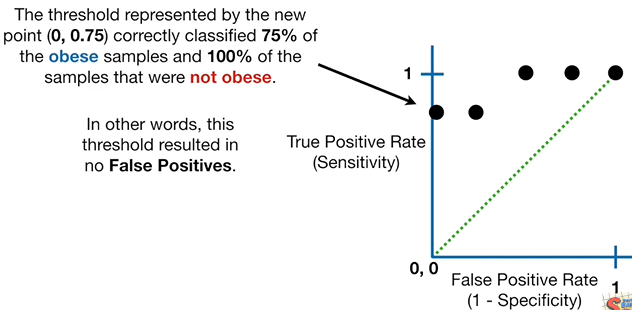 The threshold represented by the new
point (0, 0.75) correctly classified 75% of
the obese samples and 100% of the
samples that were not obese.
In other words, this
threshold resulted in
no False Positives.
1
True Positive Rate
(Sensitivity)
0, 0
False Positive Rate
(1 - Specificity)
1